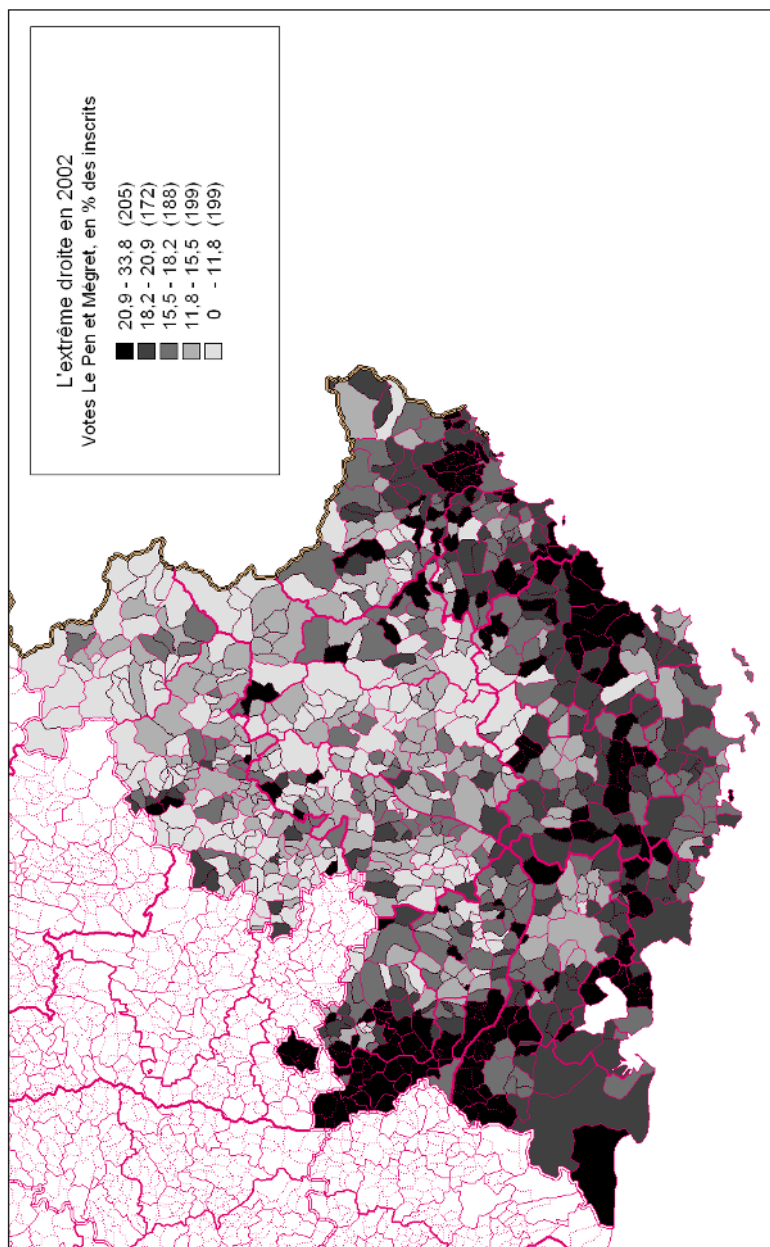 L'extrême droite en 2002
Votes Le Pen et Mégret, en % des inscrits
20,9 - 33,8 (205)
18,2 - 20,9 (172)
15,5 - 18,2 (188)
11,8 - 15,5 (199)
0 - 11,8 (199)